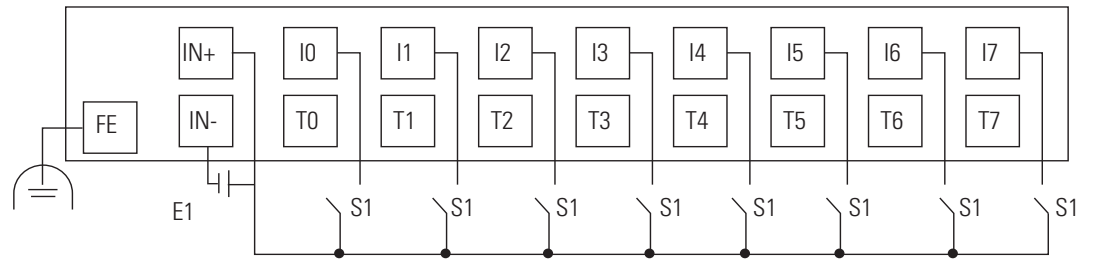 IN+ I0 I1 I2 I3 I4 I5 I6 I7
FE IN- T0 T1 T2 T3 T4 T5 T6 T7
E1 S1 S1 S1 S1 S1 S1 S1 S1